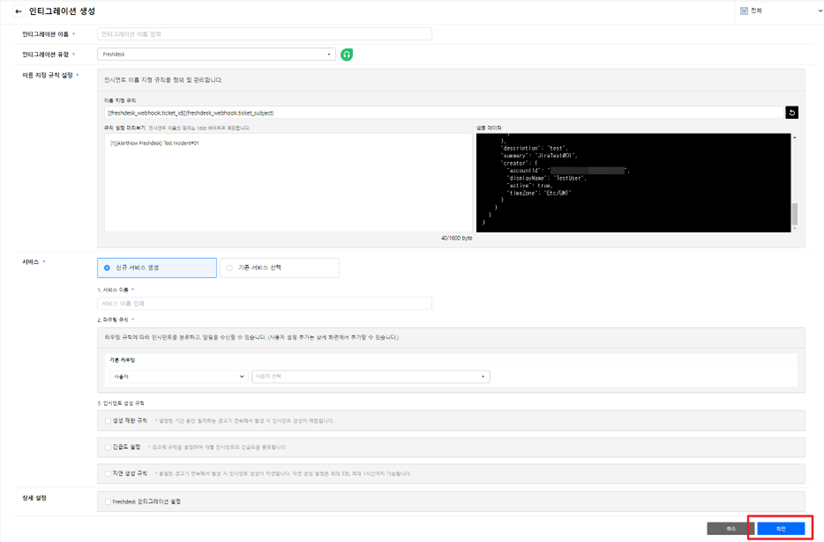 ← 인티그레이션 생성
전체
인티그레이션 이름 *
인티그레이션 이름 입력
인티그레이션 유형 *
Freshdesk
이름 지정 규칙 설정 *
인시던트 이름 지정 규칙을 정의 및 관리합니다.
이름 지정 규칙
[{freshdesk_webhook.ticket_id}]{freshdesk_webhook.ticket_subject}
규칙 설정 미리보기 인시던트 이름의 길이는 1600 바이트로 제한합니다.
샘플 데이터
[1][AlertNow Freshdesk] Test Incident#01
}
},
"description": "test",
"summary": "JiraTest#01",
"creator": {
"accountId": "
",
"displayName": "TestUser",
"active": true,
"timeZone": "Etc/GMT"
}
}
}
}
40/1600 byte
서비스 *
신규 서비스 생성
기존 서비스 선택
1. 서비스 이름 *
서비스 이름 입력
2. 라우팅 규칙 *
라우팅 규칙에 따라 인시던트를 분류하고, 알림을 수신할 수 있습니다. (사용자 설정 추가는 상세 화면에서 추가할 수 있습니다.)
기본 라우팅
사용자
사용자 선택
3. 인시던트 생성 규칙
생성 제한 규칙 * 설정한 기간 동안 일치하는 경고가 연속해서 발생 시 인시던트 생성이 제한됩니다.
긴급도 설정 * 경고에 규칙을 설정하여 개별 인시던트의 긴급도를 분류합니다.
지연 생성 규칙 * 동일한 경고가 연속해서 발생 시 인시던트 생성이 지연됩니다. 지연 생성 설정은 최대 5회, 최대 1시간까지 가능합니다.
상세 설정
Freshdesk 인티그레이션 설정
취소
확인